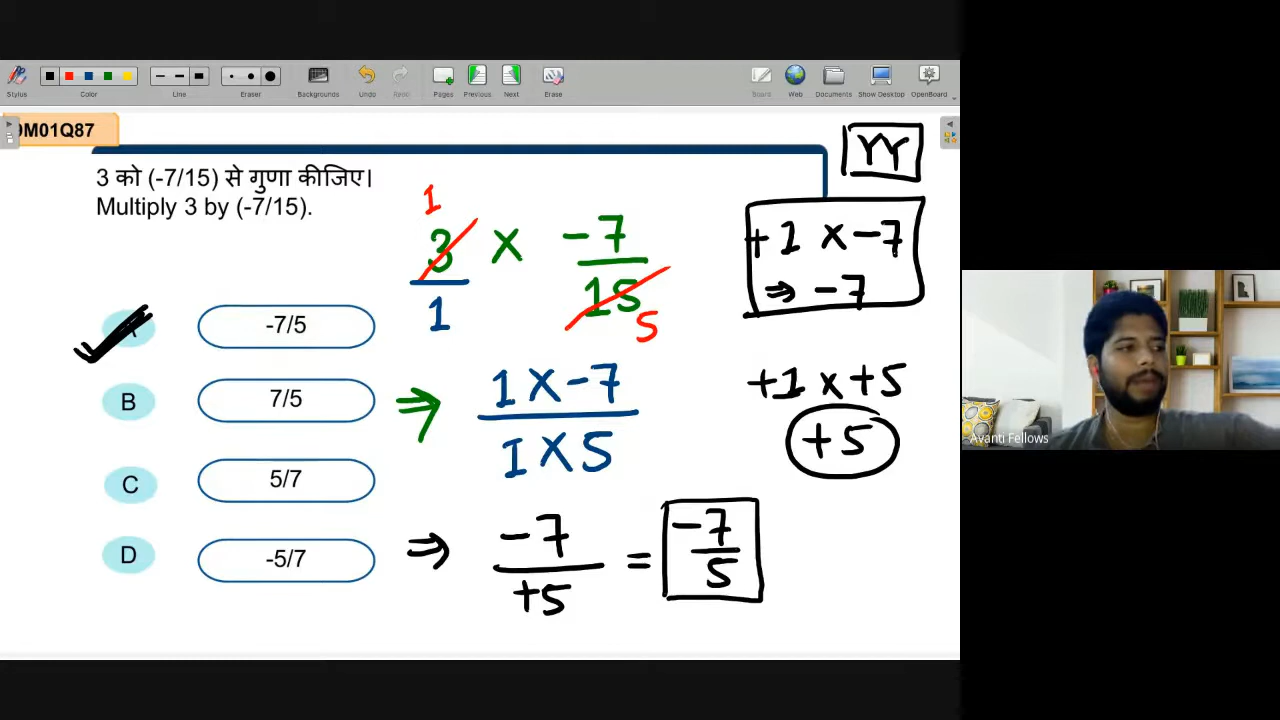 Stylus
Color
Line
Eraser
Backgrounds
Undo
Redo
Pages
Previous
Next
Erase
Board
Web
Documents
Show Desktop
OpenBoard
9M01Q87
3 को (-7/15) से गुणा कीजिए।
Multiply 3 by (-7/15).
1
3 × -7
1 15
5
A -7/5
B 7/5
C 5/7
D -5/7
⇒ 1 × -7
1 × 5
⇒ -7 = -7
+5 5
+1 × -7
⇒ -7
+1 × +5
+5
Avanti Fellows